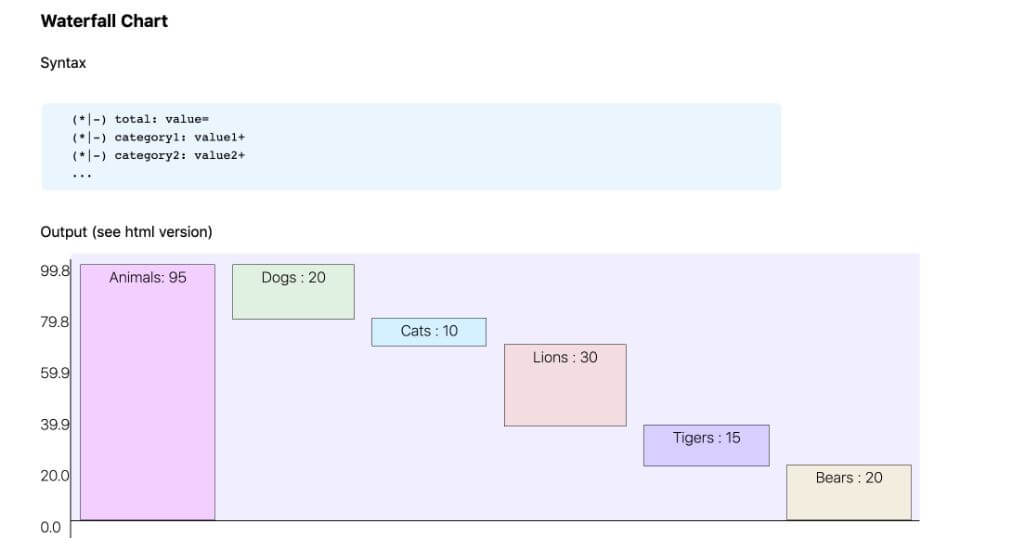 Waterfall Chart
Syntax
(*|-) total: value=
(*|-) category1: value1+
(*|-) category2: value2+
...
Output (see html version)
99.8
Animals: 95
Dogs : 20
79.8
Cats : 10
Lions : 30
59.9
39.9
Tigers : 15
20.0
Bears : 20
0.0